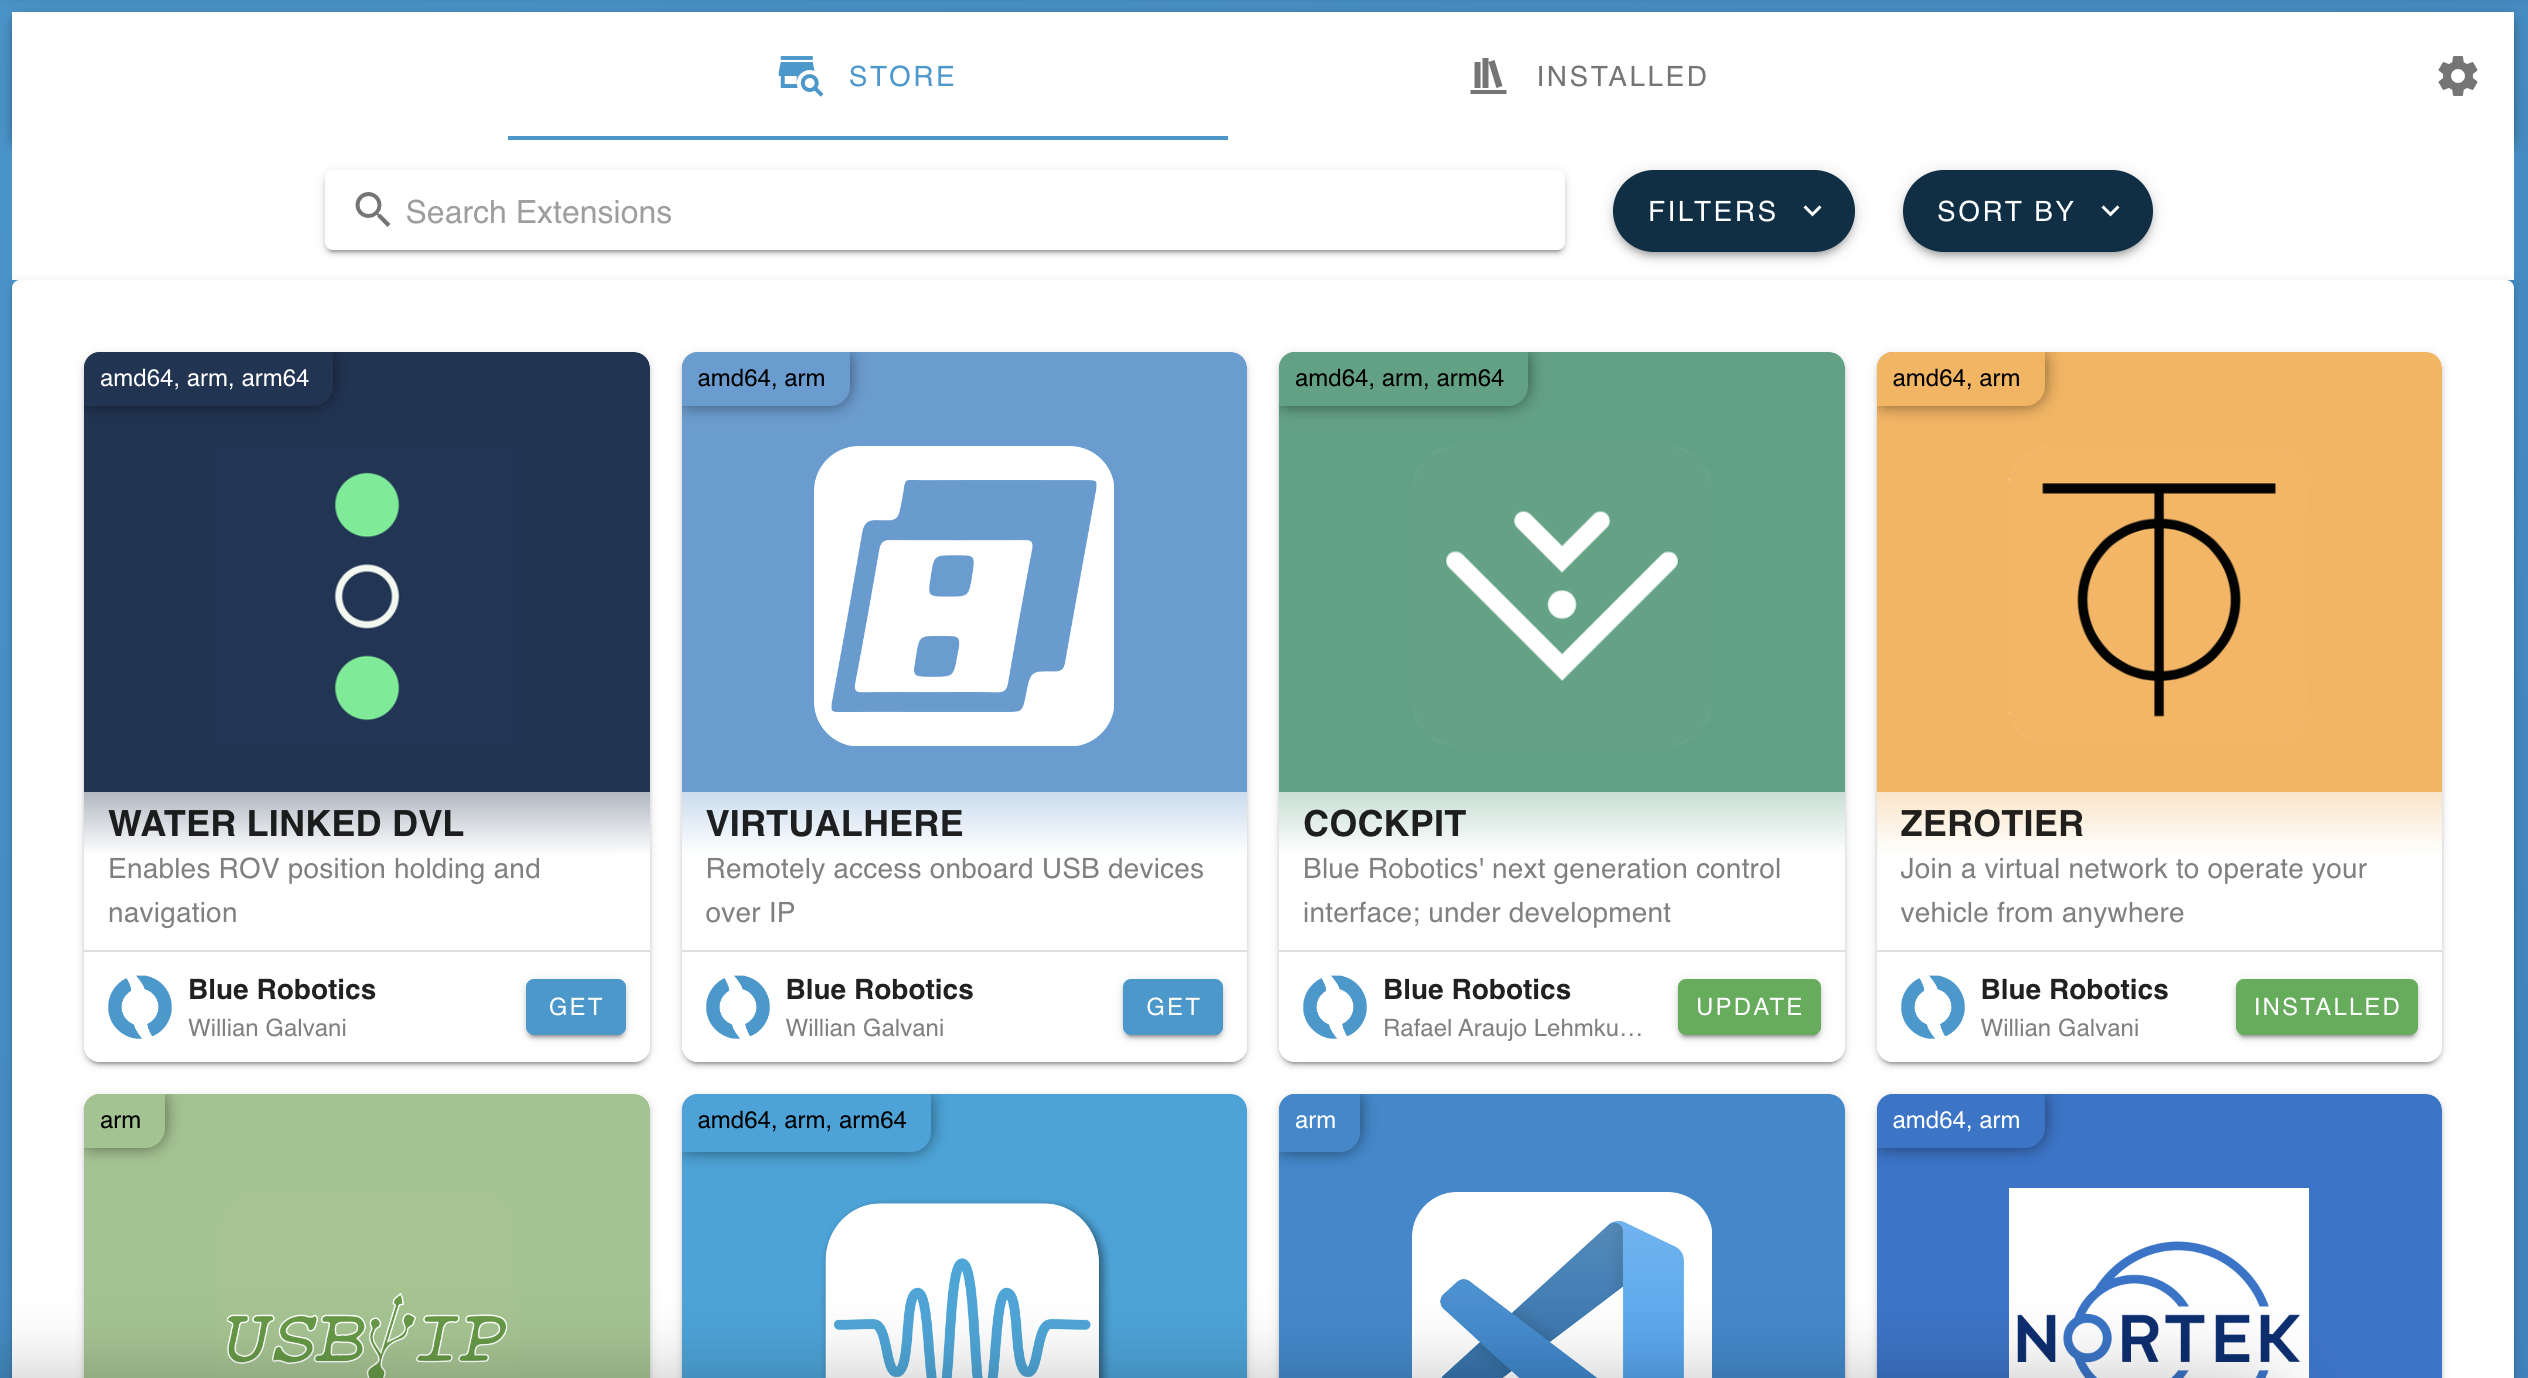 STORE
INSTALLED
Search Extensions
FILTERS
SORT BY
amd64, arm, arm64
amd64, arm
amd64, arm, arm64
amd64, arm
WATER LINKED DVL
Enables ROV position holding and
navigation
Blue Robotics
Willian Galvani
GET
VIRTUALHERE
Remotely access onboard USB devices
over IP
Blue Robotics
Willian Galvani
GET
COCKPIT
Blue Robotics' next generation control
interface; under development
Blue Robotics
Rafael Araujo Lehmku…
UPDATE
ZEROTIER
Join a virtual network to operate your
vehicle from anywhere
Blue Robotics
Willian Galvani
INSTALLED
arm
USB IP
amd64, arm, arm64
arm
amd64, arm
NORTEK